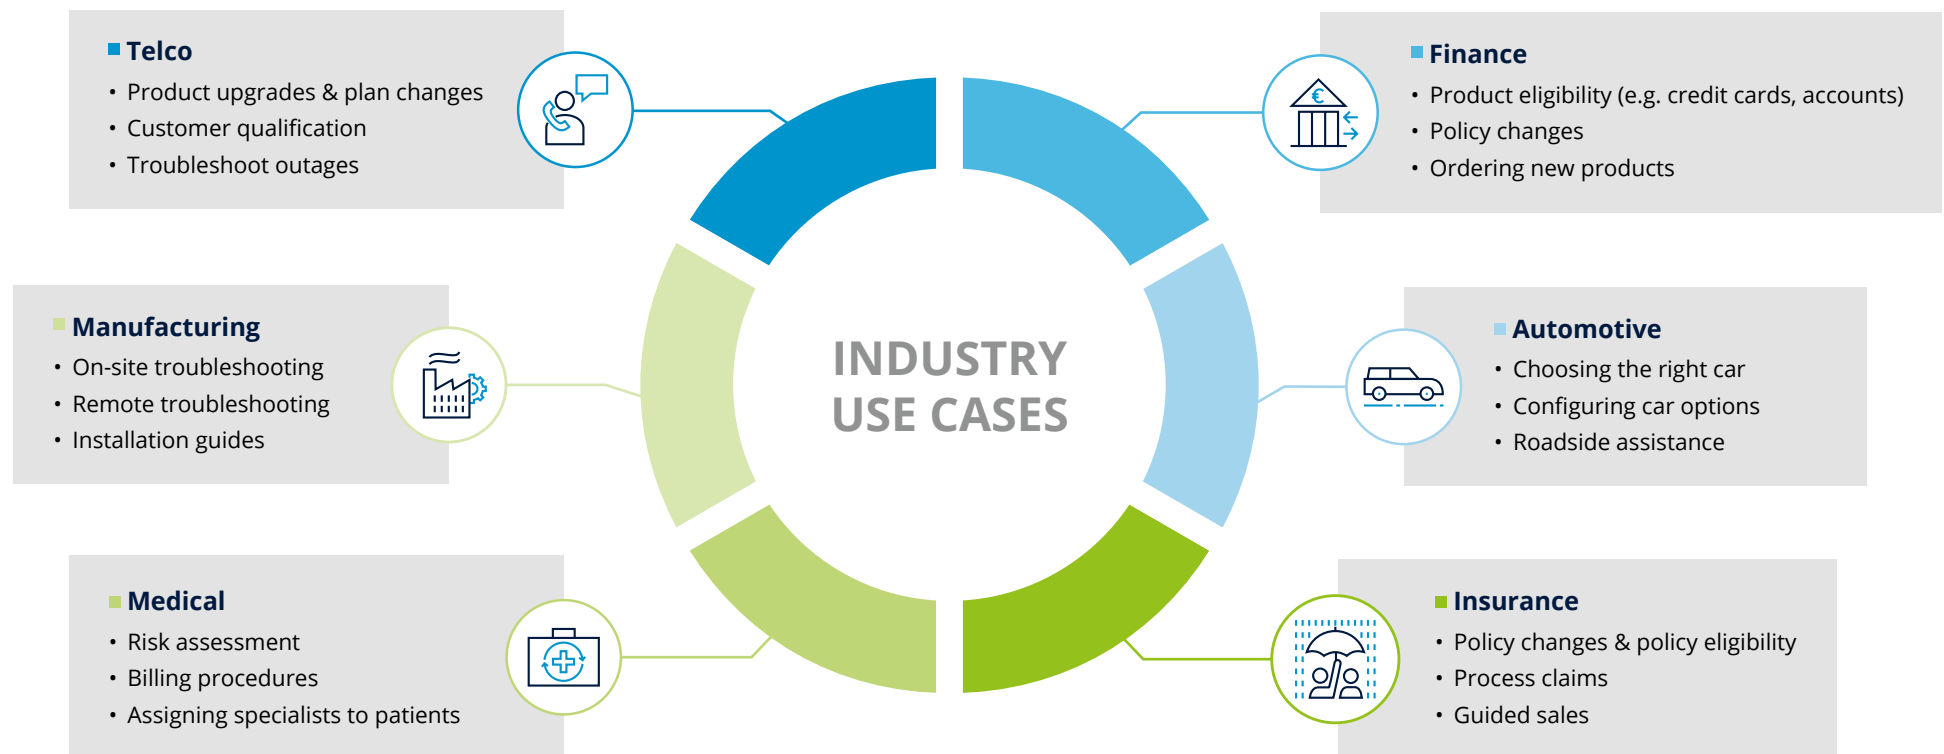 Telco
• Product upgrades & plan changes
• Customer qualification
• Troubleshoot outages
Finance
• Product eligibility (e.g. credit cards, accounts)
• Policy changes
• Ordering new products
€
Manufacturing
• On-site troubleshooting
• Remote troubleshooting
• Installation guides
INDUSTRY
USE CASES
Automotive
• Choosing the right car
• Configuring car options
• Roadside assistance
Medical
• Risk assessment
• Billing procedures
• Assigning specialists to patients
Insurance
• Policy changes & policy eligibility
• Process claims
• Guided sales